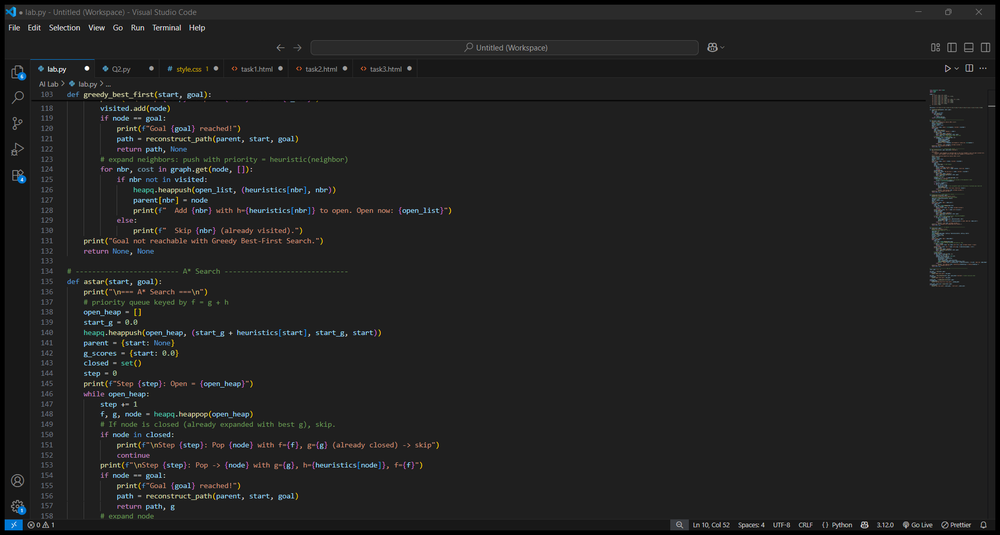 ● lab.py - Untitled (Workspace) - Visual Studio Code
File Edit Selection View Go Run Terminal Help
Untitled (Workspace)
lab.py Q2.py # style.css 1 task1.html task2.html task3.html
AI Lab > lab.py > ...
103 def greedy_best_first(start, goal):
118 visited.add(node)
119 if node == goal:
120 print(f"Goal {goal} reached!")
121 path = reconstruct_path(parent, start, goal)
122 return path, None
123 # expand neighbors: push with priority = heuristic(neighbor)
124 for nbr, cost in graph.get(node, []):
125 if nbr not in visited:
126 heapq.heappush(open_list, (heuristics[nbr], nbr))
127 parent[nbr] = node
128 print(f"  Add {nbr} with h={heuristics[nbr]} to open. Open now: {open_list}")
129 else:
130 print(f"  Skip {nbr} (already visited).")
131 print("Goal not reachable with Greedy Best-First Search.")
132 return None, None
133
134 # ------------------------- A* Search ------------------------------
135 def astar(start, goal):
136 print("\n=== A* Search ===\n")
137 # priority queue keyed by f = g + h
138 open_heap = []
139 start_g = 0.0
140 heapq.heappush(open_heap, (start_g + heuristics[start], start_g, start))
141 parent = {start: None}
142 g_scores = {start: 0.0}
143 closed = set()
144 step = 0
145 print(f"Step {step}: Open = {open_heap}")
146 while open_heap:
147 step += 1
148 f, g, node = heapq.heappop(open_heap)
149 # If node is closed (already expanded with best g), skip.
150 if node in closed:
151 print(f"\nStep {step}: Pop {node} with f={f}, g={g} (already closed) -> skip")
152 continue
153 print(f"\nStep {step}: Pop -> {node} with g={g}, h={heuristics[node]}, f={f}")
154 if node == goal:
155 print(f"Goal {goal} reached!")
156 path = reconstruct_path(parent, start, goal)
157 return path, g
158 # expand node
6
4
1
0 1 Ln 10, Col 52 Spaces: 4 UTF-8 CRLF {} Python 3.12.0 Go Live Prettier